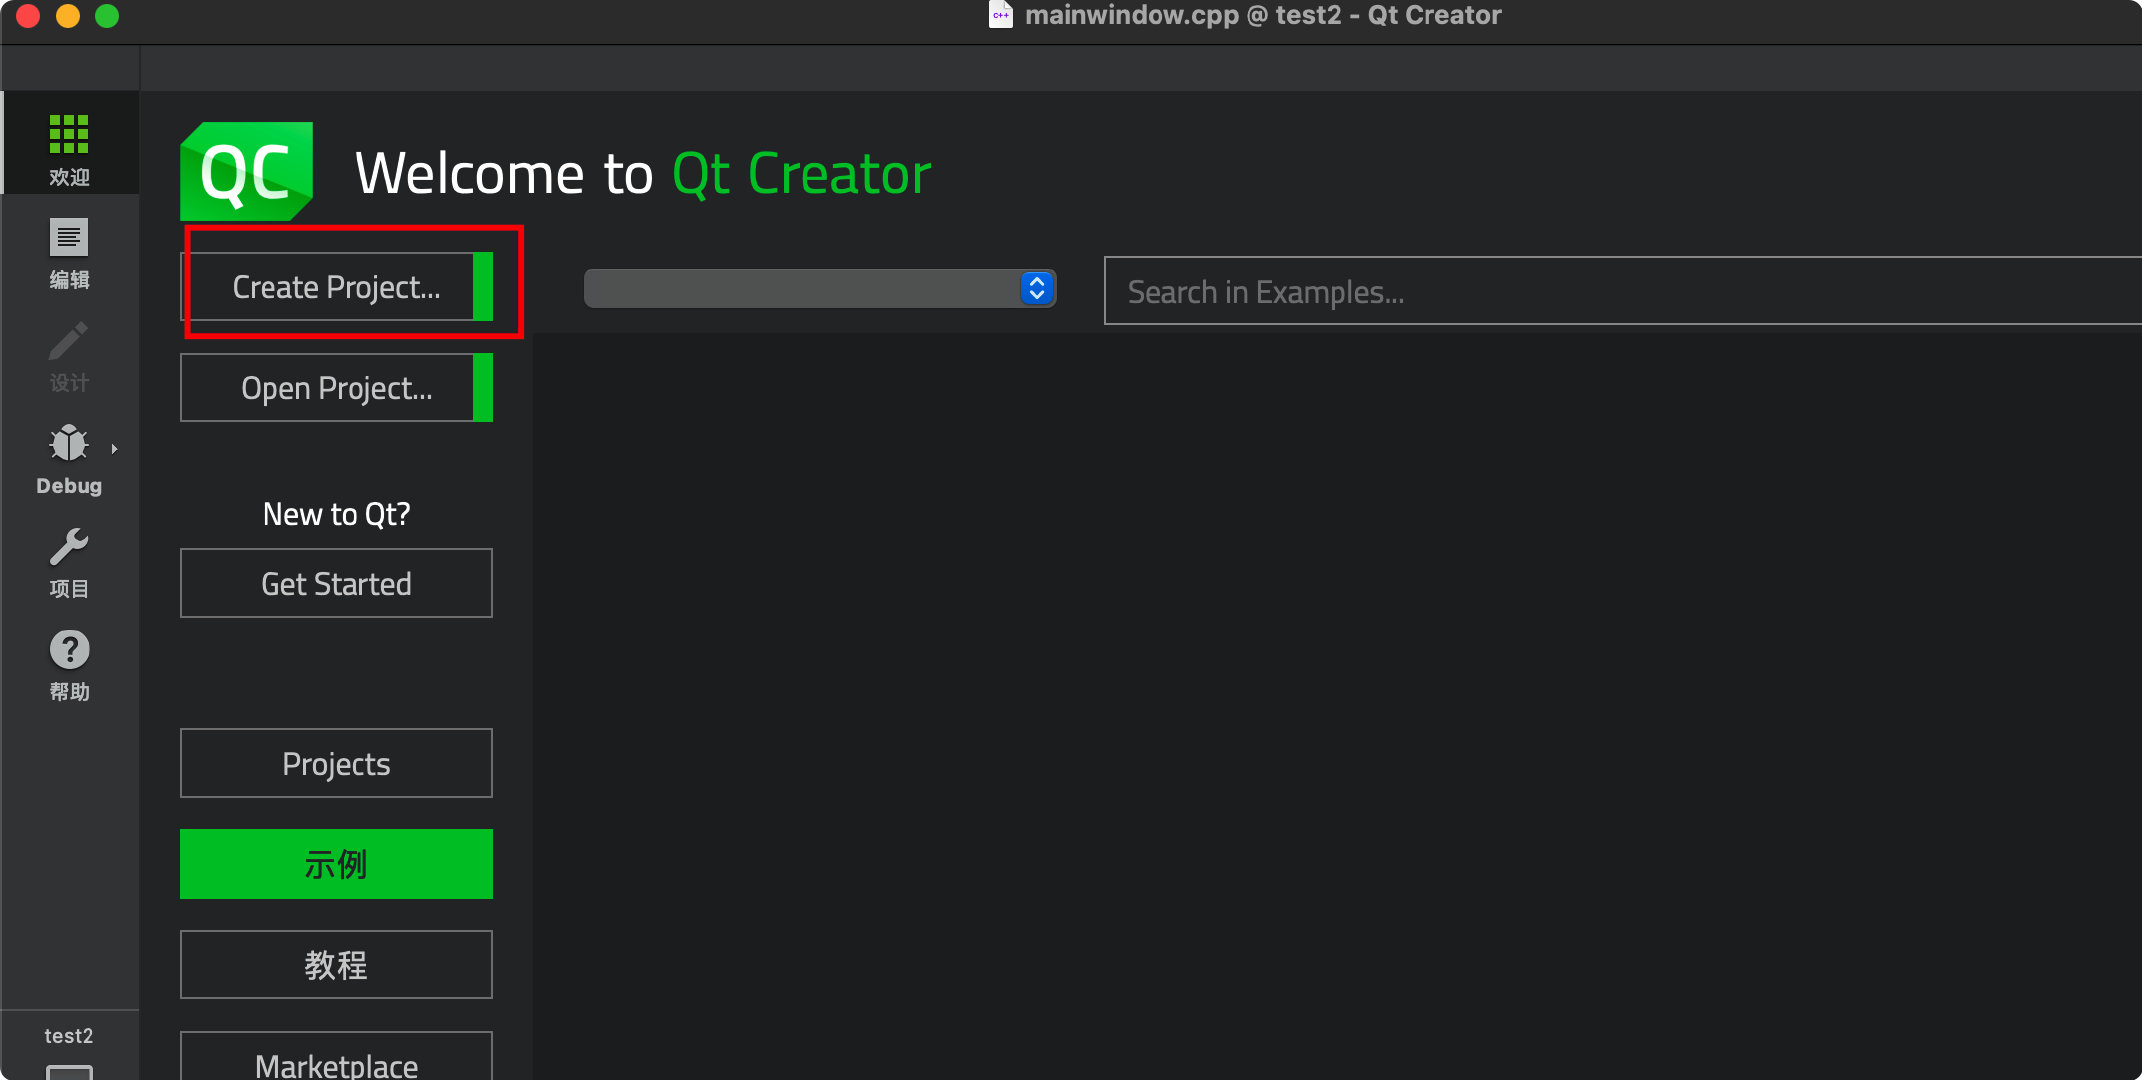 C++ mainwindow.cpp @ test2 - Qt Creator
欢迎
编辑
设计
Debug
项目
?
帮助
test2
QC Welcome to Qt Creator
Create Project...
Search in Examples...
Open Project...
New to Qt?
Get Started
Projects
示例
教程
Marketplace